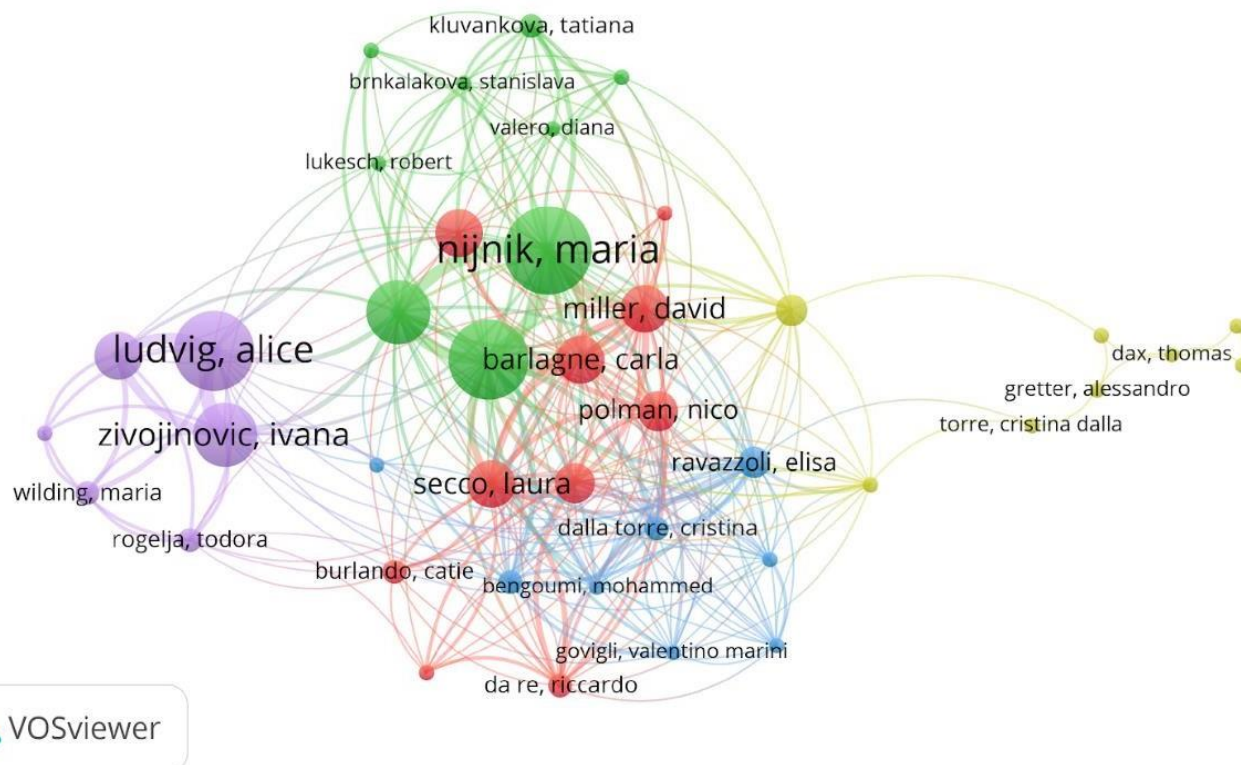 kluvankova, tatiana
brnkalakova, stanislava
valero, diana
lukesch, robert
nijnik, maria
miller, david
ludvig, alice
barlagne, carla
dax, thomas
gretter, alessandro
polman, nico
torre, cristina dalla
zivojinovic, ivana
ravazzoli, elisa
secco, laura
wilding, maria
dalla torre, cristina
rogelja, todora
burlando, catie
bengoumi, mohammed
govigli, valentino marini
da re, riccardo
VOSviewer